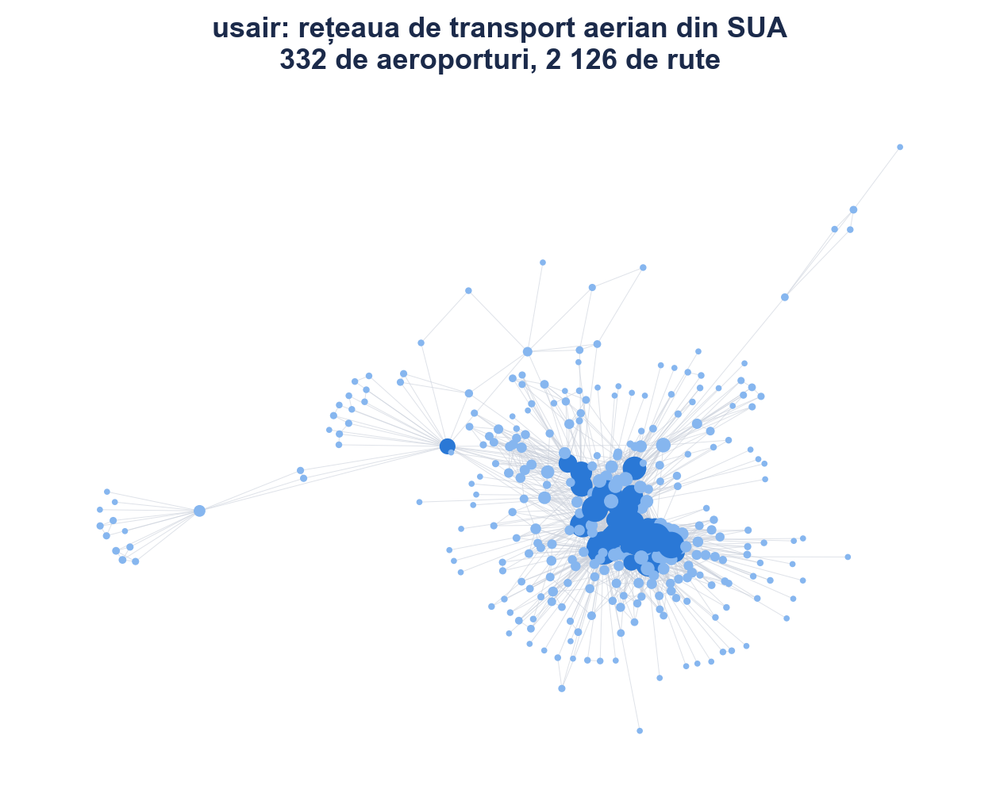 usair: rețeaua de transport aerian din SUA
332 de aeroporturi, 2 126 de rute